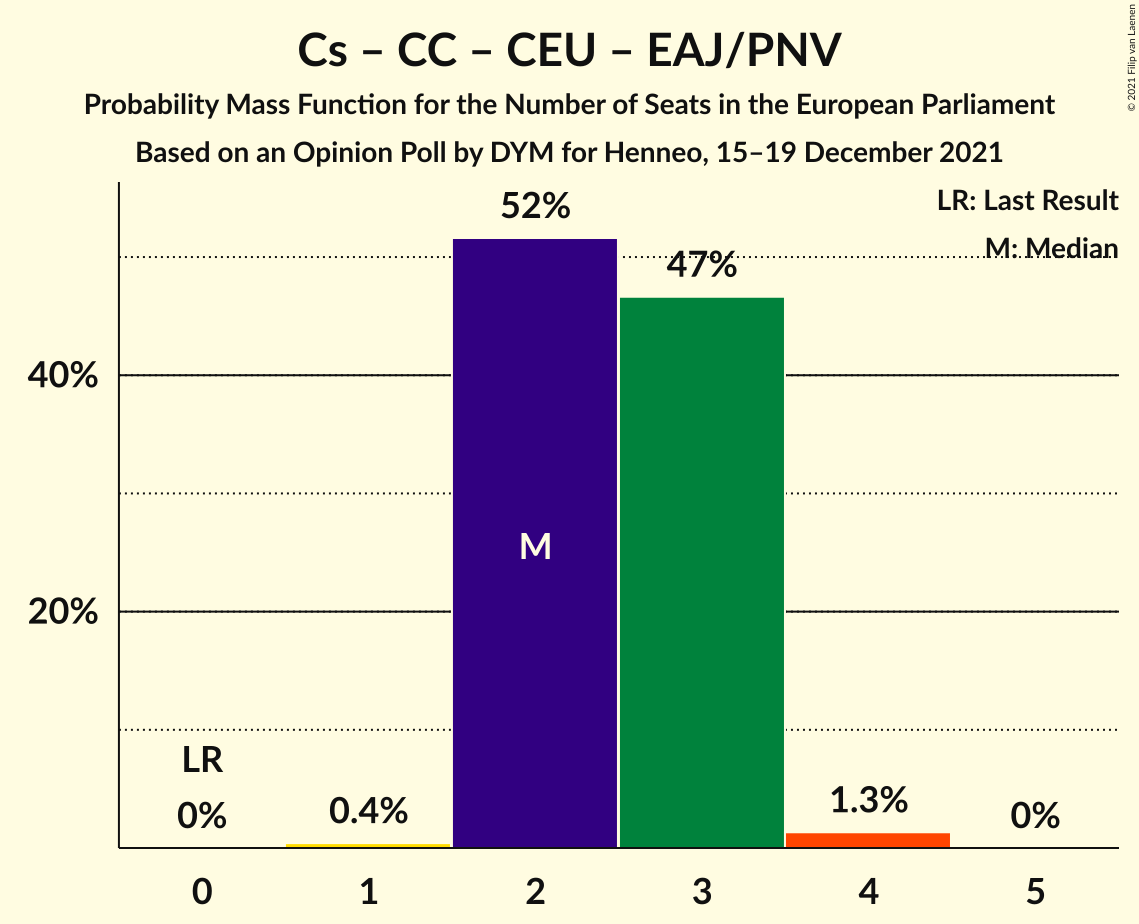 Cs – CC – CEU – EAJ/PNV
Probability Mass Function for the Number of Seats in the European Parliament
Based on an Opinion Poll by DYM for Henneo, 15–19 December 2021
© 2021 Filip van Laenen
LR: Last Result
M: Median
52%
47%
40%
M
20%
LR
0%
0.4%
1.3%
0%
0 1 2 3 4 5